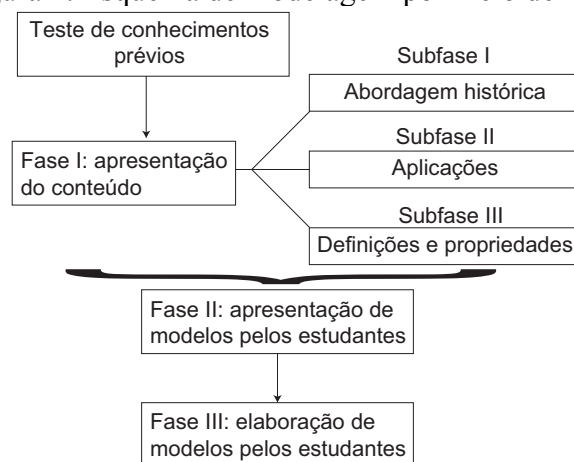 Teste de conhecimentos
prévios
Subfase I
Abordagem histórica
Subfase II
Aplicações
Fase I: apresentação
do conteúdo
Subfase III
Definições e propriedades
Fase II: apresentação de
modelos pelos estudantes
Fase III: elaboração de
modelos pelos estudantes